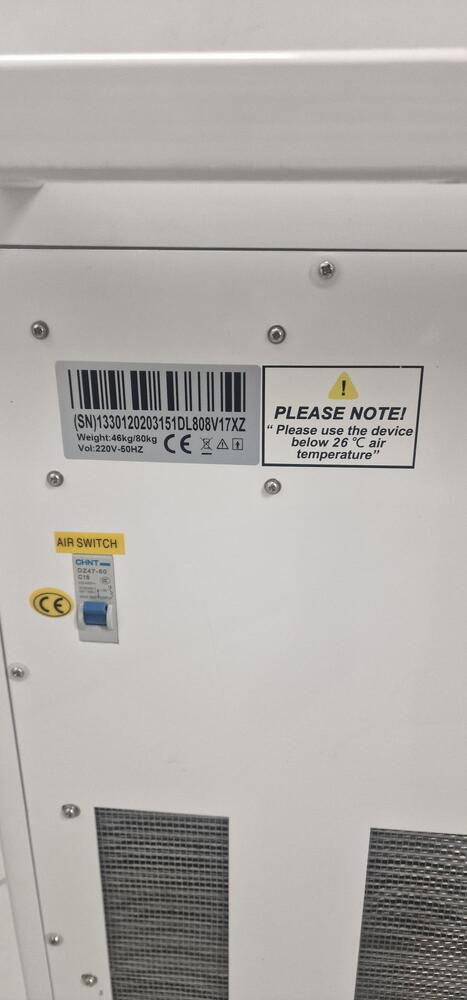 (SN)1330120203151DL808V17XZ
Weight:46kg/80kg
Vol:220V-50HZ
CE
!
PLEASE NOTE!
“ Please use the device
below 26 ℃ air
temperature”
AIR SWITCH
CHNT
DZ47-60
C16
CE